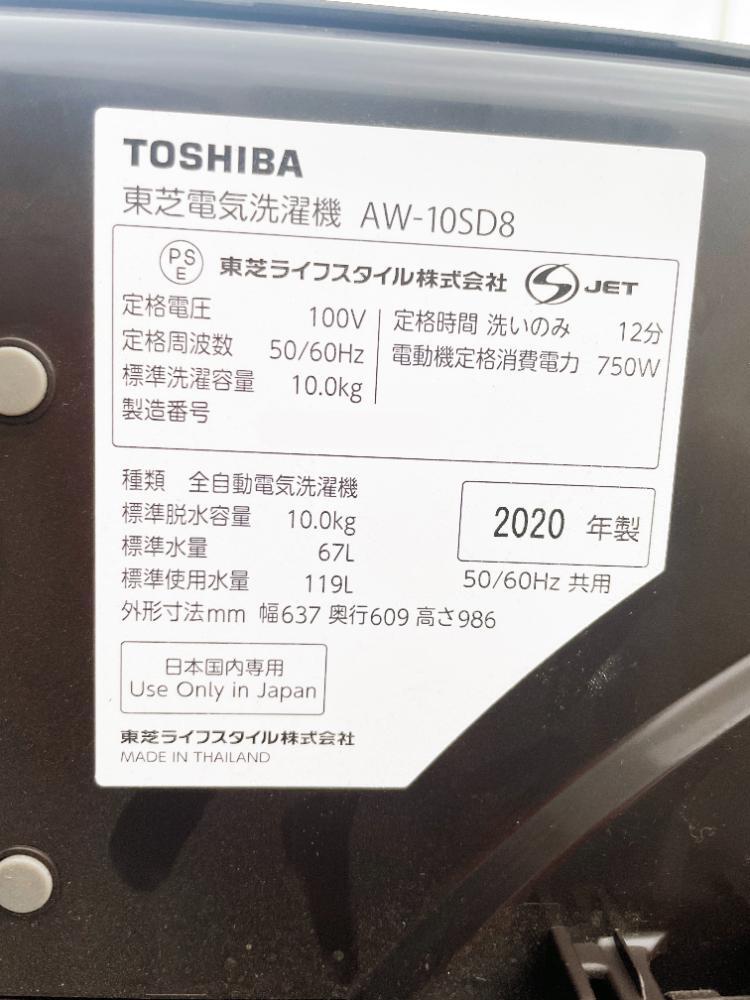 TOSHIBA
東芝電気洗濯機 AW-10SD8
PS E 東芝ライフスタイル株式会社 S JET
定格電圧 100V
定格周波数 50/60Hz
標準洗濯容量 10.0kg
製造番号
定格時間 洗いのみ 12分
電動機定格消費電力 750W
種類 全自動電気洗濯機
標準脱水容量 10.0kg
標準水量 67L
標準使用水量 119L
外形寸法mm 幅637 奥行609 高さ986
2020 年製
50/60Hz 共用
日本国内専用
Use Only in Japan
東芝ライフスタイル株式会社
MADE IN THAILAND